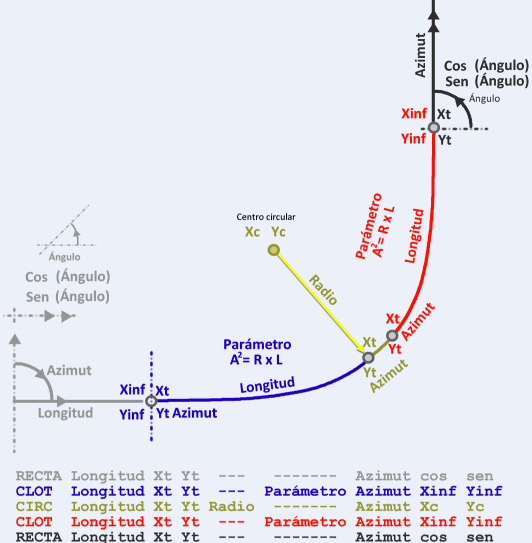 Azimut
Cos (Ángulo)
Sen (Ángulo)
Ángulo
Xinf Xt
Yinf Yt
Parámetro
A²= R x L
Longitud
Centro circular
Xc Yc
Radio
Ángulo
Cos (Ángulo)
Sen (Ángulo)
Xt
Azimut
Yt
Xt
Yt
Azimut
Parámetro
A²= R x L
Longitud
Azimut
Longitud
Xinf Xt
Yinf Yt Azimut
RECTA Longitud Xt Yt --- ------- Azimut cos sen
CLOT Longitud Xt Yt --- Parámetro Azimut Xinf Yinf
CIRC Longitud Xt Yt Radio ------- Azimut Xc Yc
CLOT Longitud Xt Yt --- Parámetro Azimut Xinf Yinf
RECTA Longitud Xt Yt --- ------- Azimut cos sen